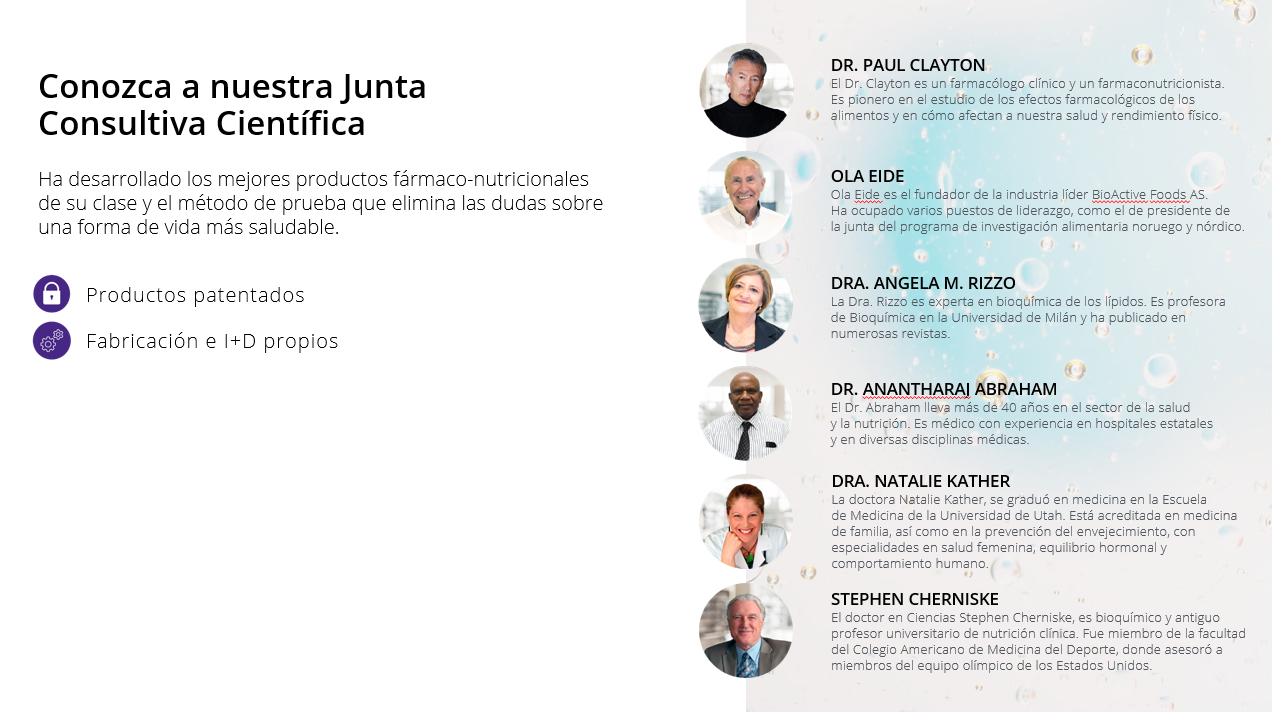 Conozca a nuestra Junta
Consultiva Científica
Ha desarrollado los mejores productos fármaco-nutricionales
de su clase y el método de prueba que elimina las dudas sobre
una forma de vida más saludable.
Productos patentados
Fabricación e I+D propios
DR. PAUL CLAYTON
El Dr. Clayton es un farmacólogo clínico y un farmaconutricionista.
Es pionero en el estudio de los efectos farmacológicos de los
alimentos y en cómo afectan a nuestra salud y rendimiento físico.
OLA EIDE
Ola Eide es el fundador de la industria líder BioActive Foods AS.
Ha ocupado varios puestos de liderazgo, como el de presidente de
la junta del programa de investigación alimentaria noruego y nórdico.
DRA. ANGELA M. RIZZO
La Dra. Rizzo es experta en bioquímica de los lípidos. Es profesora
de Bioquímica en la Universidad de Milán y ha publicado en
numerosas revistas.
DR. ANANTHARAJ ABRAHAM
El Dr. Abraham lleva más de 40 años en el sector de la salud
y la nutrición. Es médico con experiencia en hospitales estatales
y en diversas disciplinas médicas.
DRA. NATALIE KATHER
La doctora Natalie Kather, se graduó en medicina en la Escuela
de Medicina de la Universidad de Utah. Está acreditada en medicina
de familia, así como en la prevención del envejecimiento, con
especialidades en salud femenina, equilibrio hormonal y
comportamiento humano.
STEPHEN CHERNISKE
El doctor en Ciencias Stephen Cherniske, es bioquímico y antiguo
profesor universitario de nutrición clínica. Fue miembro de la facultad
del Colegio Americano de Medicina del Deporte, donde asesoró a
miembros del equipo olímpico de los Estados Unidos.